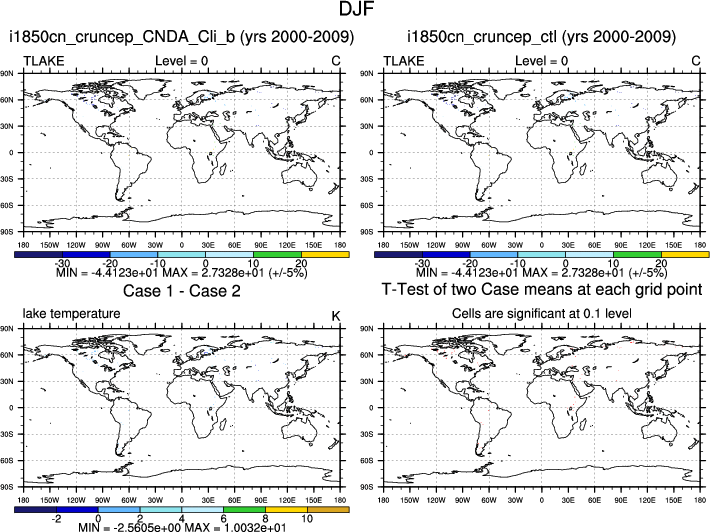 DJF
i1850cn_cruncep_CNDA_Cli_b (yrs 2000-2009)
TLAKE Level = 0 C
90N
60N
30N
0
30S
60S
90S
180 150W 120W 90W 60W 30W 0 30E 60E 90E 120E 150E 180
-30 -20 -10 0 10 20
MIN = -4.4123e+01 MAX = 2.7328e+01 (+/-5%)
i1850cn_cruncep_ctl (yrs 2000-2009)
TLAKE Level = 0 C
90N
60N
30N
0
30S
60S
90S
180 150W 120W 90W 60W 30W 0 30E 60E 90E 120E 150E 180
-30 -20 -10 0 10 20
MIN = -4.4123e+01 MAX = 2.7328e+01 (+/-5%)
Case 1 - Case 2
lake temperature K
90N
60N
30N
0
30S
60S
90S
180 150W 120W 90W 60W 30W 0 30E 60E 90E 120E 150E 180
-2 0 2 4 6 8 10
MIN = -2.5605e+00 MAX = 1.0032e+01
T-Test of two Case means at each grid point
Cells are significant at 0.1 level
90N
60N
30N
0
30S
60S
90S
180 150W 120W 90W 60W 30W 0 30E 60E 90E 120E 150E 180